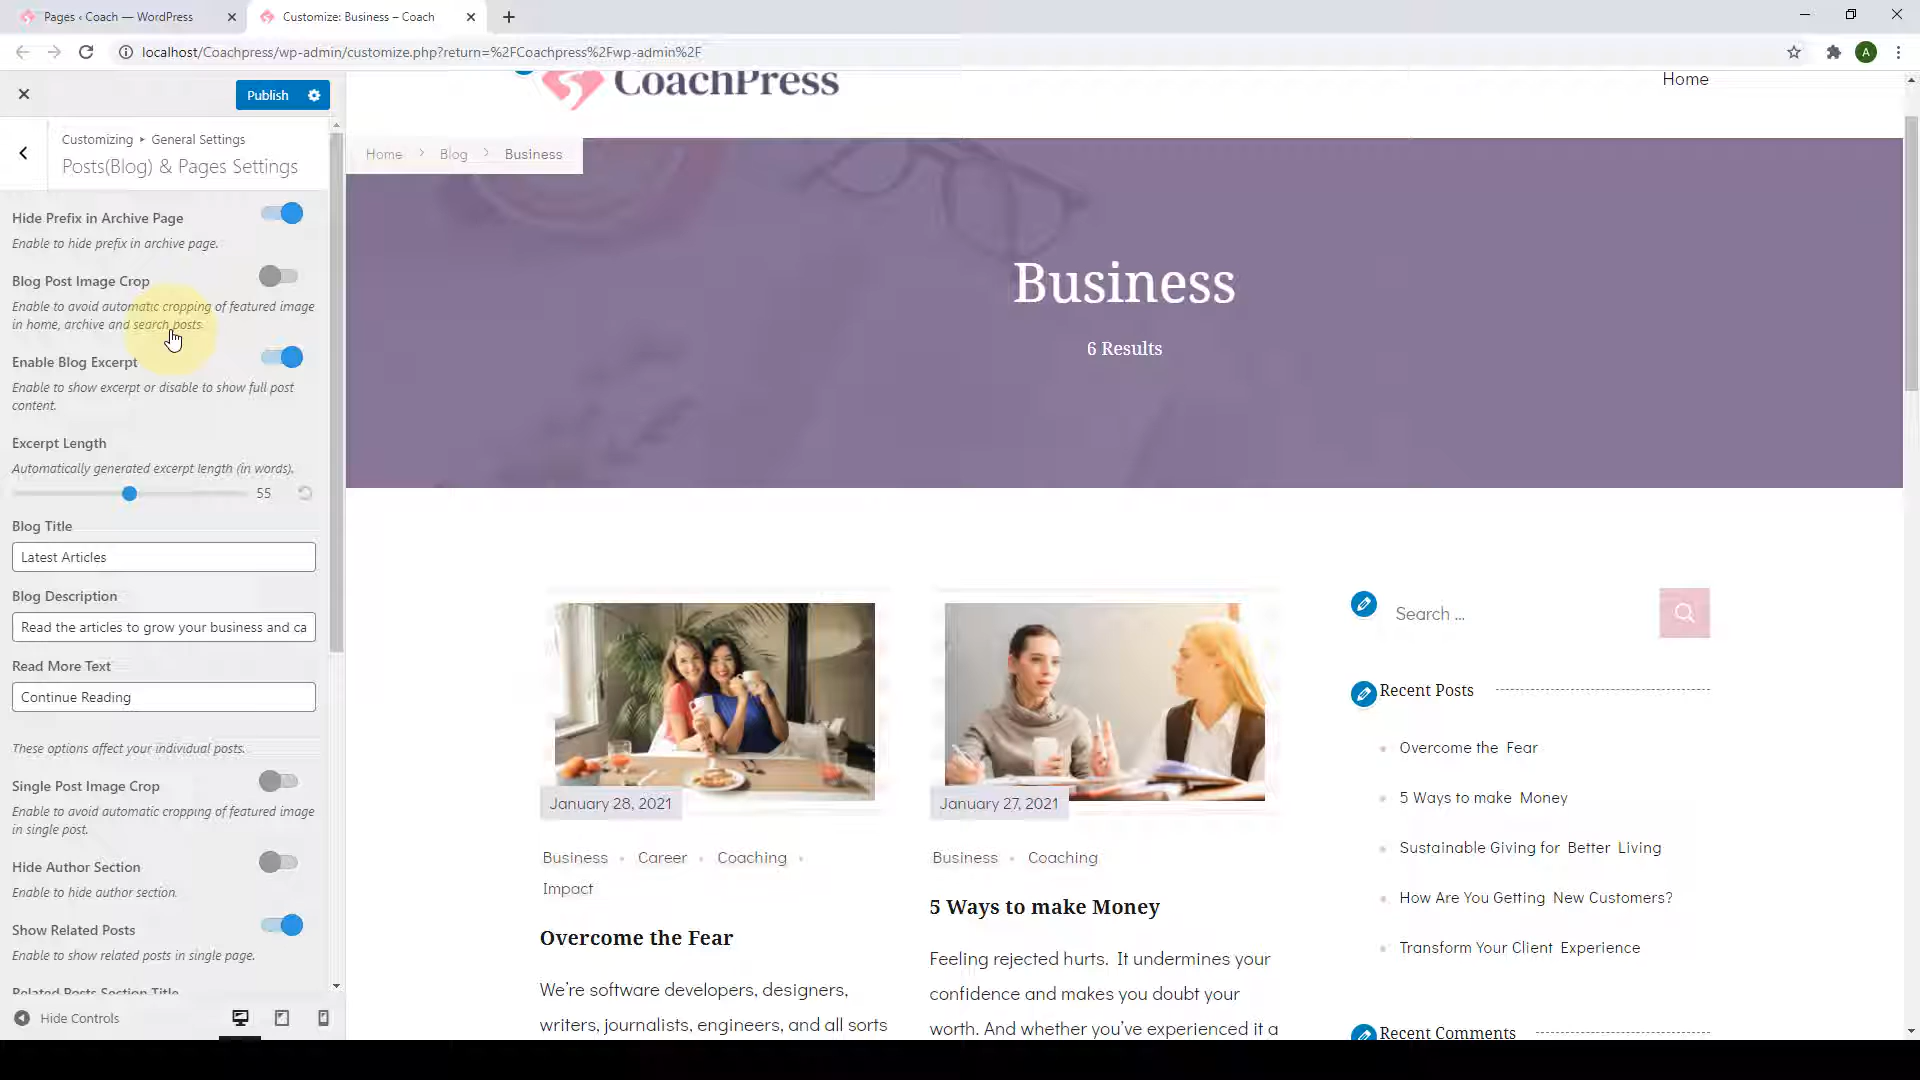 Pages ‹ Coach — WordPress
Customize: Business – Coach
localhost/Coachpress/wp-admin/customize.php?return=%2FCoachpress%2Fwp-admin%2F
A
Publish
Customizing ▸ General Settings
Posts(Blog) & Pages Settings
Hide Prefix in Archive Page
Enable to hide prefix in archive page.
Blog Post Image Crop
Enable to avoid automatic cropping of featured image
in home, archive and search posts.
Enable Blog Excerpt
Enable to show excerpt or disable to show full post
content.
Excerpt Length
Automatically generated excerpt length (in words).
55
Blog Title
Latest Articles
Blog Description
Read the articles to grow your business and ca
Read More Text
Continue Reading
These options affect your individual posts.
Single Post Image Crop
Enable to avoid automatic cropping of featured image
in single post.
Hide Author Section
Enable to hide author section.
Show Related Posts
Enable to show related posts in single page.
Related Posts Section Title
Hide Controls
CoachPress
Home
Home > Blog > Business
Business
6 Results
January 28, 2021
Business • Career • Coaching •
Impact
Overcome the Fear
We’re software developers, designers,
writers, journalists, engineers, and all sorts
January 27, 2021
Business • Coaching
5 Ways to make Money
Feeling rejected hurts. It undermines your
confidence and makes you doubt your
worth. And whether you’ve experienced it a
Search ...
Recent Posts
Overcome the Fear
5 Ways to make Money
Sustainable Giving for Better Living
How Are You Getting New Customers?
Transform Your Client Experience
Recent Comments